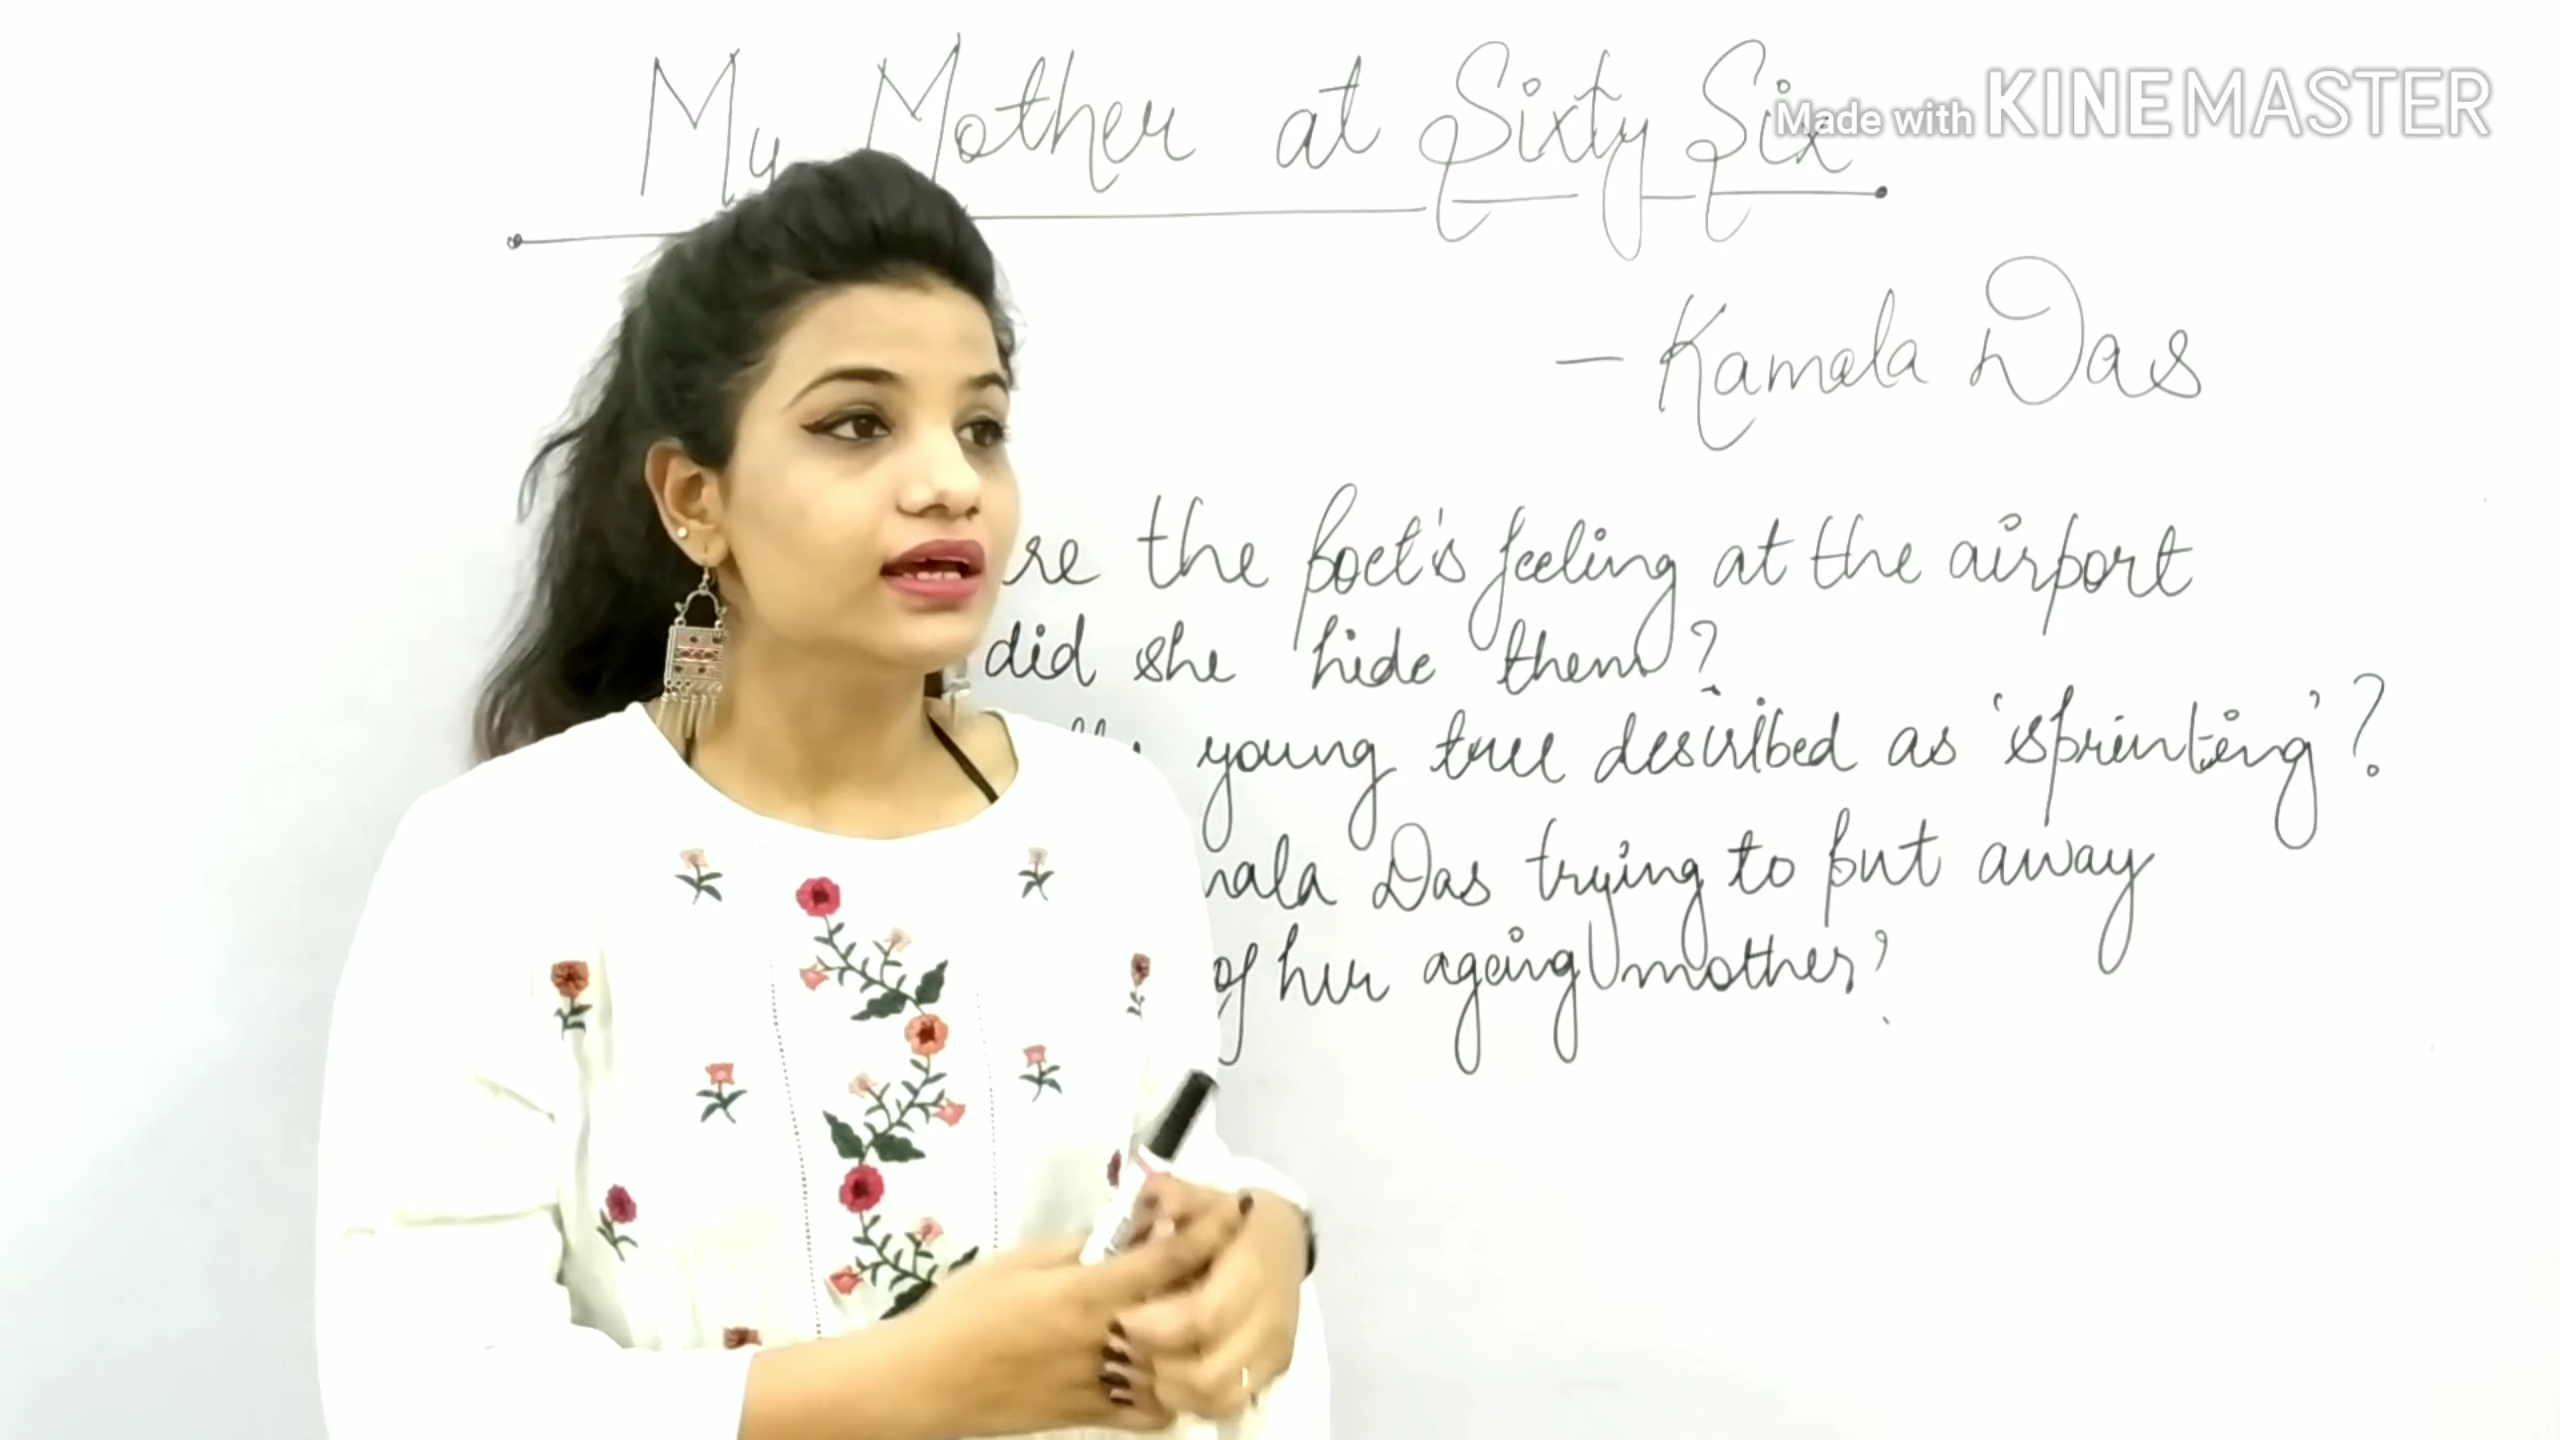 My Mother at Sixty Six
Made with KINEMASTER
- Kamala Das
re the poet's feeling at the airport
did she hide them?
young tree described as 'sprinting'?
mala Das trying to put away
of her ageing mother?